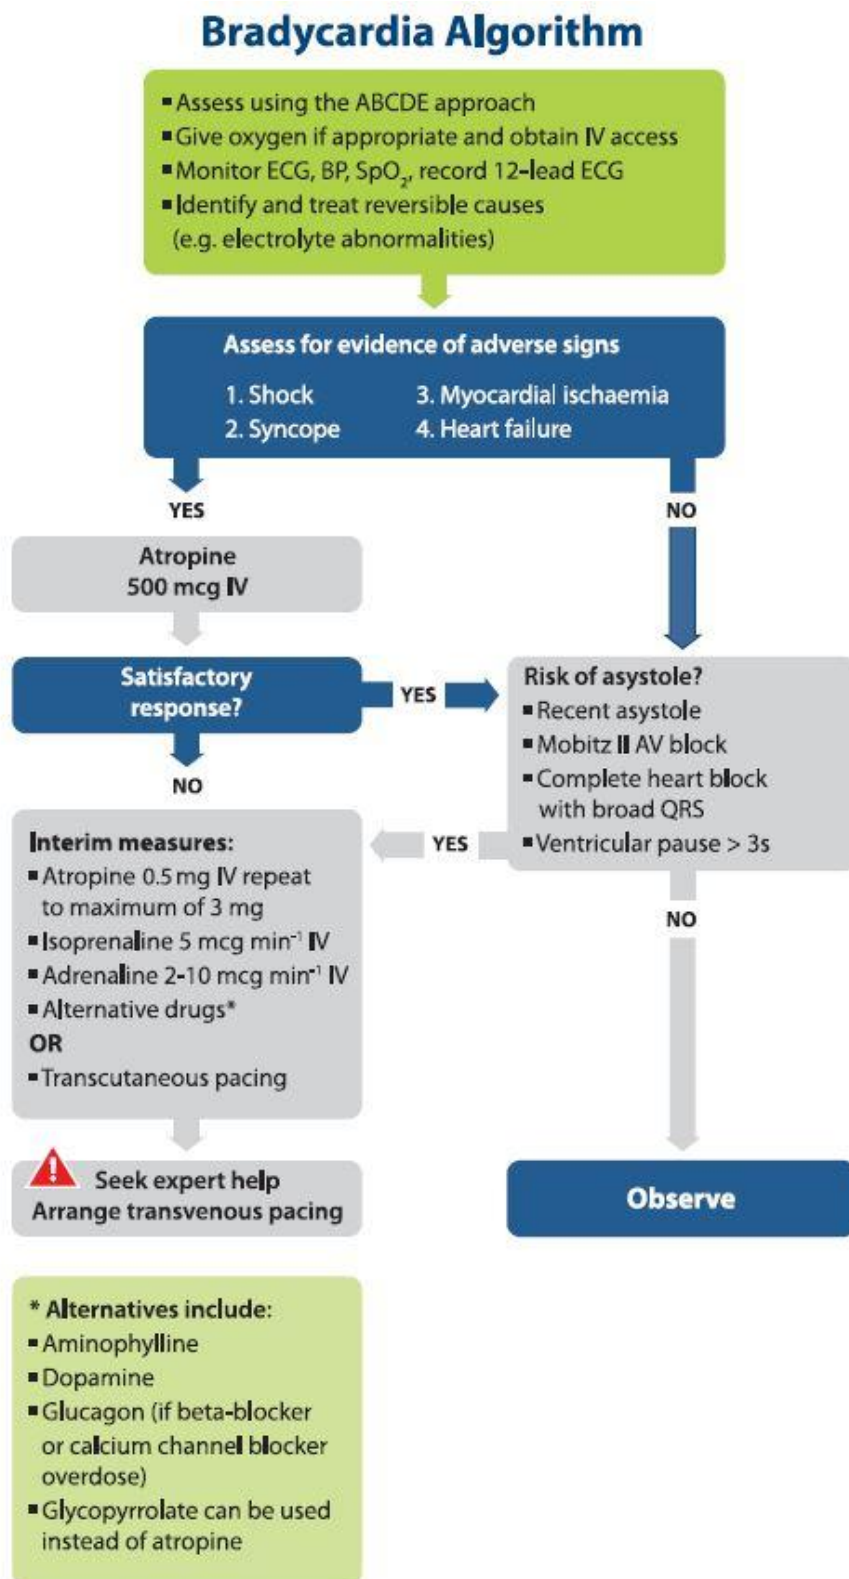 Bradycardia Algorithm
▪ Assess using the ABCDE approach
▪ Give oxygen if appropriate and obtain IV access
▪ Monitor ECG, BP, SpO₂, record 12-lead ECG
▪ Identify and treat reversible causes
(e.g. electrolyte abnormalities)
Assess for evidence of adverse signs
1. Shock
2. Syncope
3. Myocardial ischaemia
4. Heart failure
YES
NO
Atropine
500 mcg IV
Satisfactory
response?
YES
NO
Risk of asystole?
▪ Recent asystole
▪ Mobitz II AV block
▪ Complete heart block
with broad QRS
▪ Ventricular pause > 3s
YES
NO
Interim measures:
▪ Atropine 0.5 mg IV repeat
to maximum of 3 mg
▪ Isoprenaline 5 mcg min⁻¹ IV
▪ Adrenaline 2-10 mcg min⁻¹ IV
▪ Alternative drugs*
OR
▪ Transcutaneous pacing
!
Seek expert help
Arrange transvenous pacing
Observe
* Alternatives include:
▪ Aminophylline
▪ Dopamine
▪ Glucagon (if beta-blocker
or calcium channel blocker
overdose)
▪ Glycopyrrolate can be used
instead of atropine